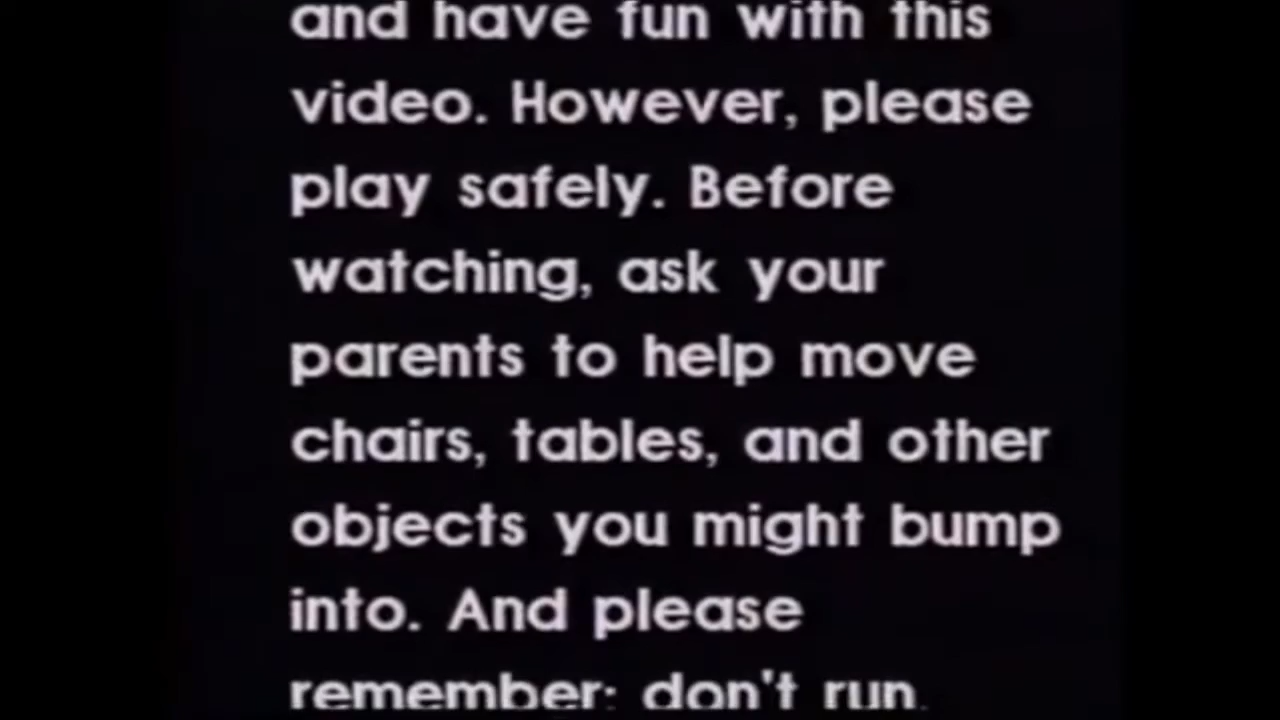 and have fun with this
video. However, please
play safely. Before
watching, ask your
parents to help move
chairs, tables, and other
objects you might bump
into. And please
remember: don't run.